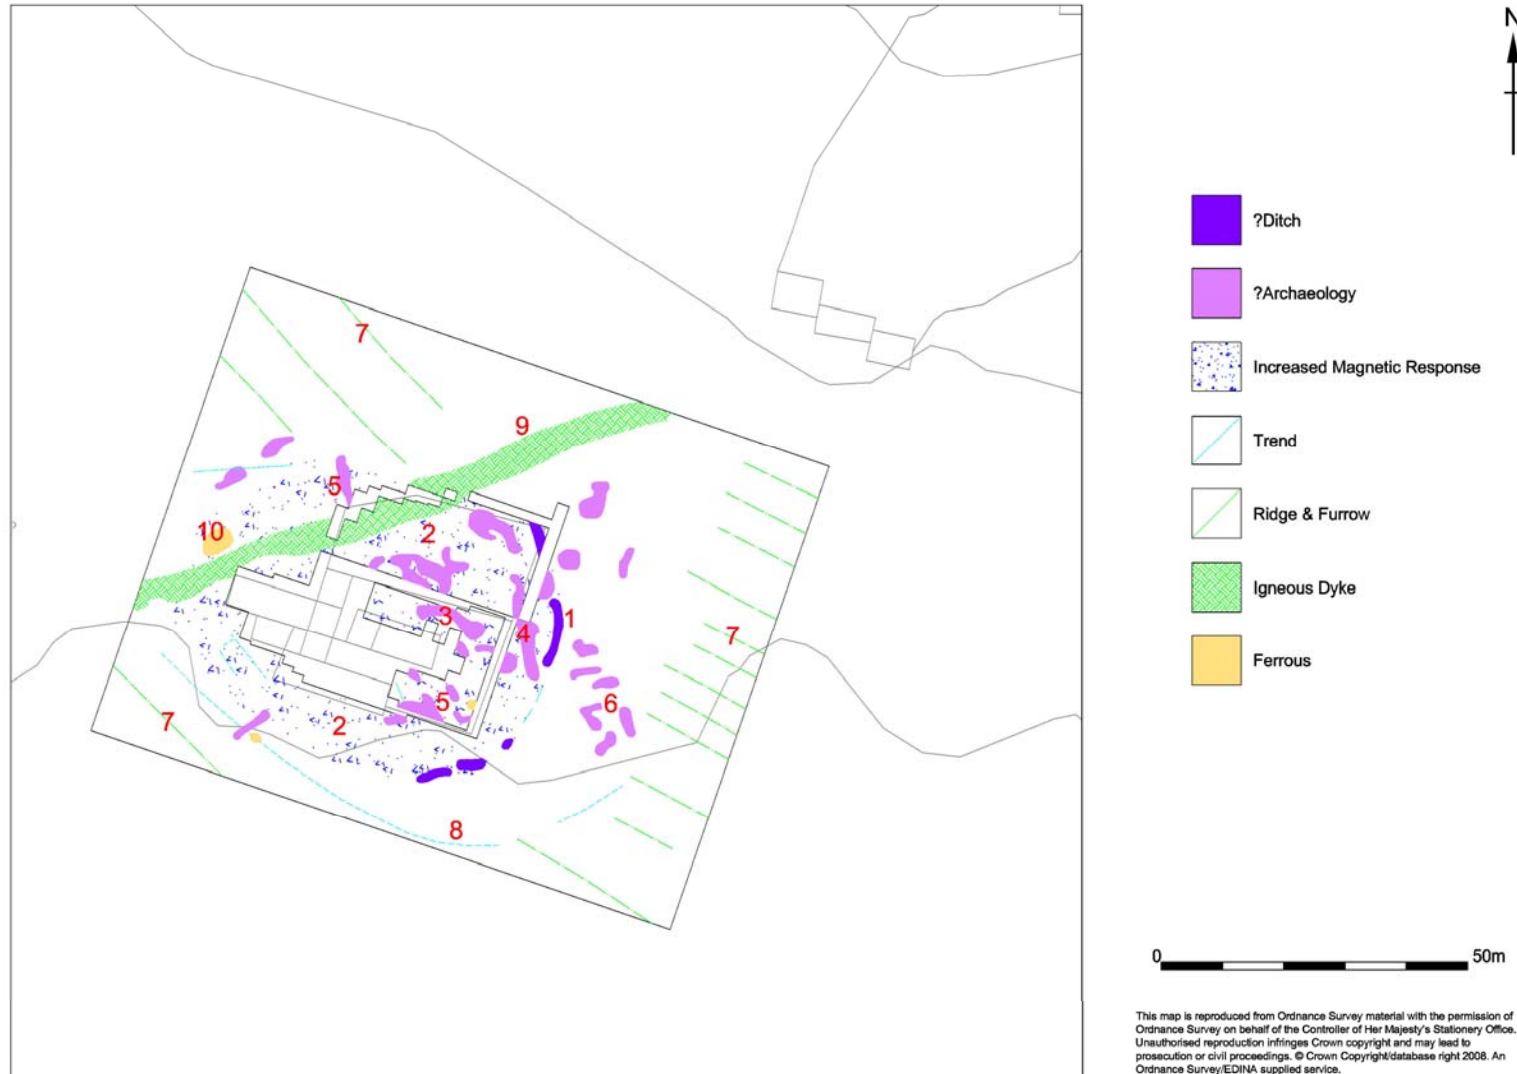 N
?Ditch
?Archaeology
Increased Magnetic Response
Trend
Ridge & Furrow
Igneous Dyke
Ferrous
7
9
5
10
2
3
1
4
7
5
6
7
2
8
0
50m
This map is reproduced from Ordnance Survey material with the permission of
Ordnance Survey on behalf of the Controller of Her Majesty's Stationery Office.
Unauthorised reproduction infringes Crown copyright and may lead to
prosecution or civil proceedings. © Crown Copyright/database right 2008. An
Ordnance Survey/EDINA supplied service.